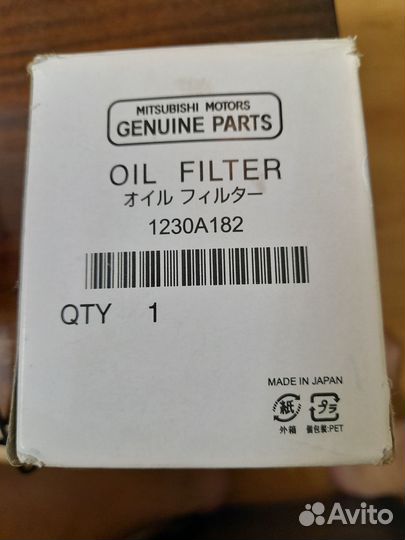 MITSUBISHI MOTORS
GENUINE PARTS
OIL FILTER
オイル フィルター
1230A182
QTY 1
MADE IN JAPAN
紙 プラ
外箱 個包装:PET
Avito